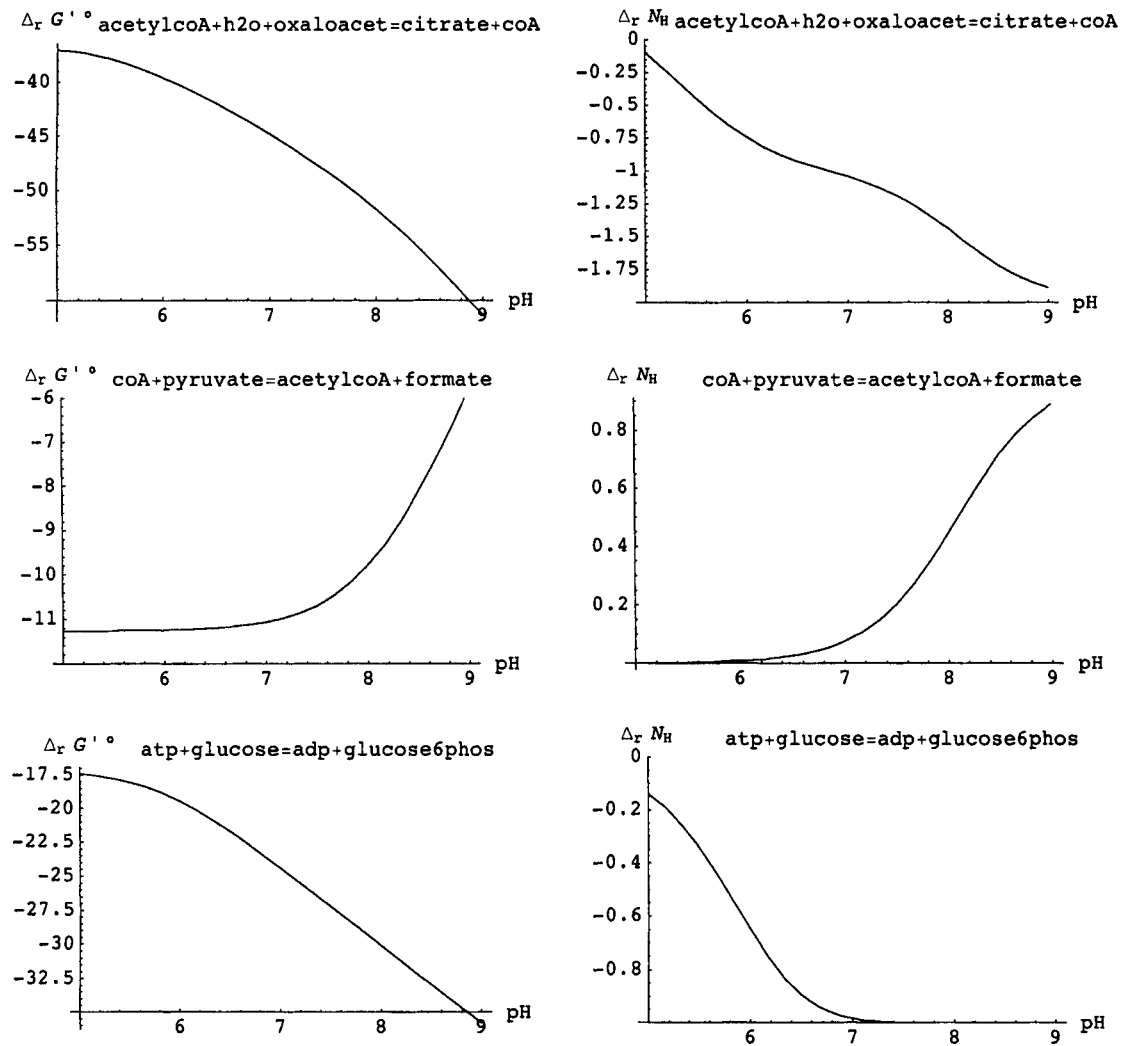 Δr G'° acetylcoA+h2o+oxaloacet=citrate+coA
-40
-45
-50
-55
6 7 8 9 pH
Δr NH acetylcoA+h2o+oxaloacet=citrate+coA
0
-0.25
-0.5
-0.75
-1
-1.25
-1.5
-1.75
6 7 8 9 pH
Δr G'° coA+pyruvate=acetylcoA+formate
-6
-7
-8
-9
-10
-11
6 7 8 9 pH
Δr NH coA+pyruvate=acetylcoA+formate
0.8
0.6
0.4
0.2
6 7 8 9 pH
Δr G'° atp+glucose=adp+glucose6phos
-17.5
-20
-22.5
-25
-27.5
-30
-32.5
6 7 8 9 pH
Δr NH atp+glucose=adp+glucose6phos
0
-0.2
-0.4
-0.6
-0.8
6 7 8 9 pH